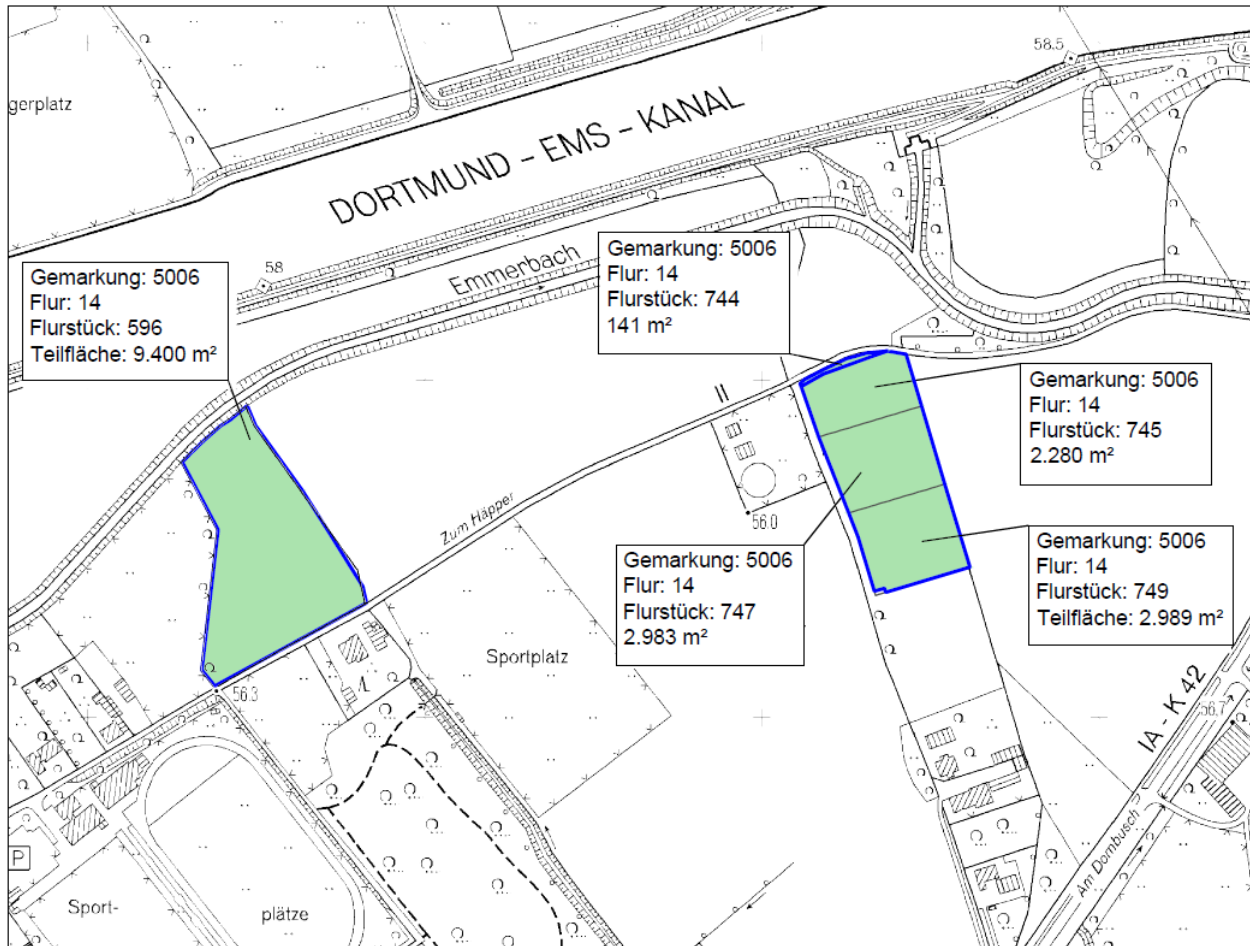 58.5
gerplatz
DORTMUND - EMS - KANAL
58
Emmerbach
Gemarkung: 5006
Flur: 14
Flurstück: 596
Teilfläche: 9.400 m²
Gemarkung: 5006
Flur: 14
Flurstück: 744
141 m²
Gemarkung: 5006
Flur: 14
Flurstück: 745
2.280 m²
II
Zum Häpper
56.0
Gemarkung: 5006
Flur: 14
Flurstück: 747
2.983 m²
Gemarkung: 5006
Flur: 14
Flurstück: 749
Teilfläche: 2.989 m²
Sportplatz
56.3
IA - K 42
56.7
Am Dornbusch
P
Sport-
plätze